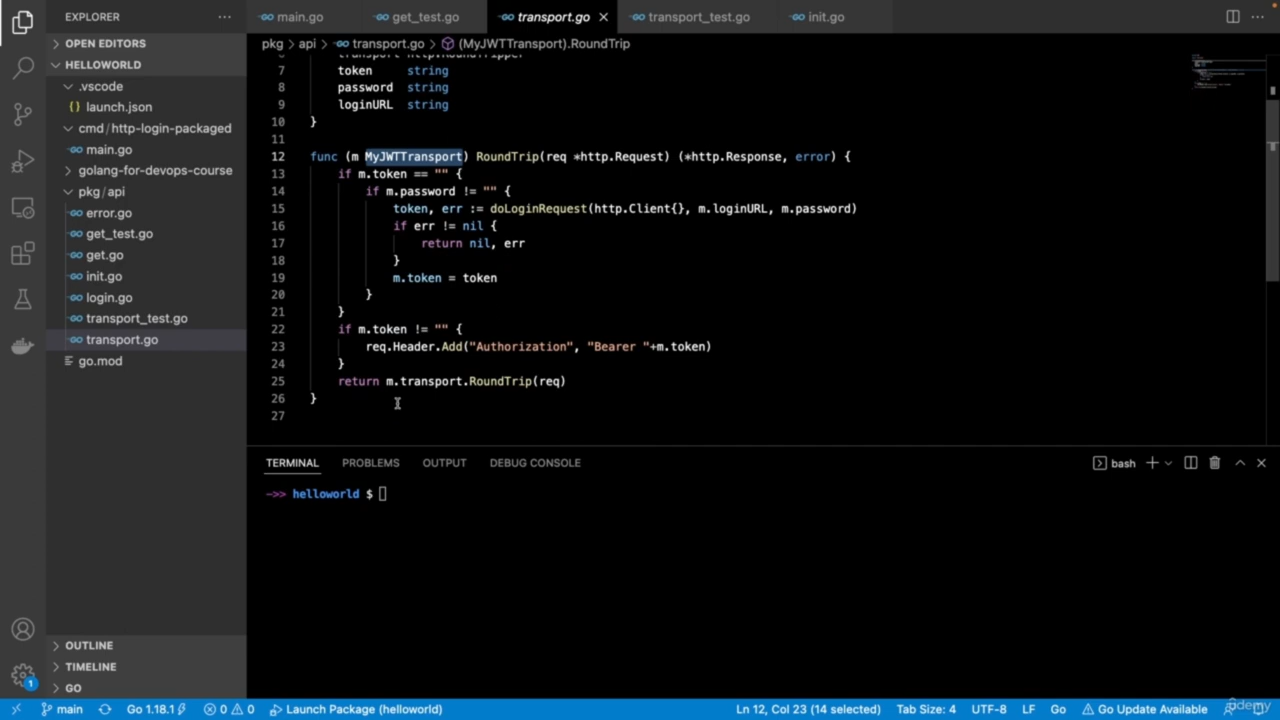 EXPLORER ...
main.go get_test.go transport.go transport_test.go init.go ...
OPEN EDITORS
HELLOWORLD
.vscode
{} launch.json
cmd / http-login-packaged
main.go
golang-for-devops-course
pkg / api
error.go
get_test.go
get.go
init.go
login.go
transport_test.go
transport.go
go.mod
OUTLINE
TIMELINE
GO
pkg > api > transport.go > (MyJWTTransport).RoundTrip
6 transport http.RoundTripper
7 token string
8 password string
9 loginURL string
10 }
11
12 func (m MyJWTTransport) RoundTrip(req *http.Request) (*http.Response, error) {
13 if m.token == "" {
14 if m.password != "" {
15 token, err := doLoginRequest(http.Client{}, m.loginURL, m.password)
16 if err != nil {
17 return nil, err
18 }
19 m.token = token
20 }
21 }
22 if m.token != "" {
23 req.Header.Add("Authorization", "Bearer "+m.token)
24 }
25 return m.transport.RoundTrip(req)
26 }
27
TERMINAL PROBLEMS OUTPUT DEBUG CONSOLE bash
->> helloworld $
1
main Go 1.18.1 0 0 Launch Package (helloworld) Ln 12, Col 23 (14 selected) Tab Size: 4 UTF-8 LF Go Go Update Available
udemy